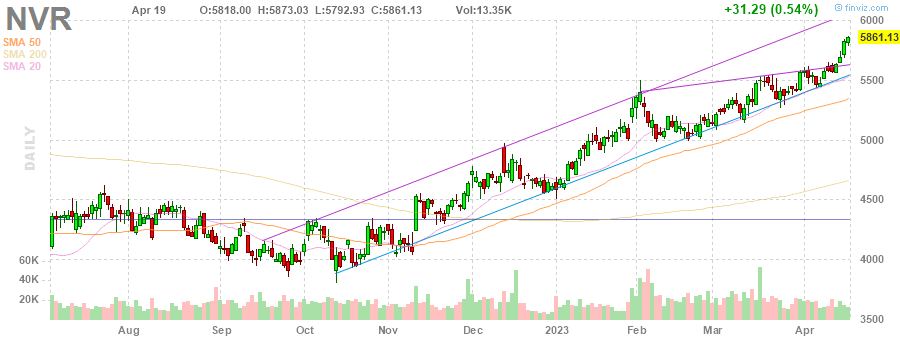 NVR
Apr 19 O:5818.00 H:5873.03 L:5792.93 C:5861.13 Vol:13.35K +31.29 (0.54%)
finviz.com
SMA 50
SMA 200
SMA 20
DAILY
6000
5861.13
5500
5000
4500
4000
3500
60K
40K
20K
Aug Sep Oct Nov Dec 2023 Feb Mar Apr